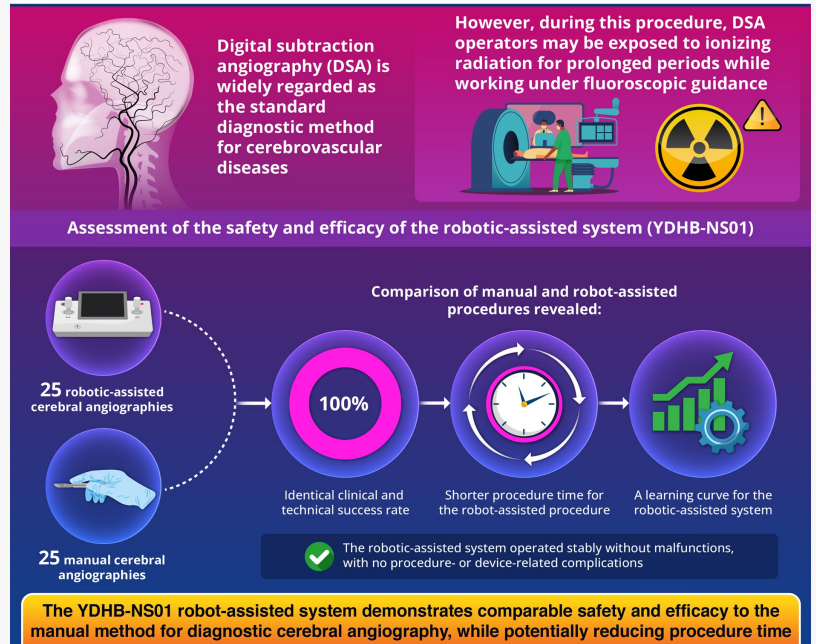 Digital subtraction
angiography (DSA) is
widely regarded as
the standard
diagnostic method
for cerebrovascular
diseases
However, during this procedure, DSA
operators may be exposed to ionizing
radiation for prolonged periods while
working under fluoroscopic guidance
Assessment of the safety and efficacy of the robotic-assisted system (YDHB-NS01)
25 robotic-assisted
cerebral angiographies
25 manual cerebral
angiographies
Comparison of manual and robot-assisted
procedures revealed:
100%
Identical clinical and
technical success rate
Shorter procedure time for
the robot-assisted procedure
A learning curve for the
robotic-assisted system
The robotic-assisted system operated stably without malfunctions,
with no procedure- or device-related complications
The YDHB-NS01 robot-assisted system demonstrates comparable safety and efficacy to the
manual method for diagnostic cerebral angiography, while potentially reducing procedure time